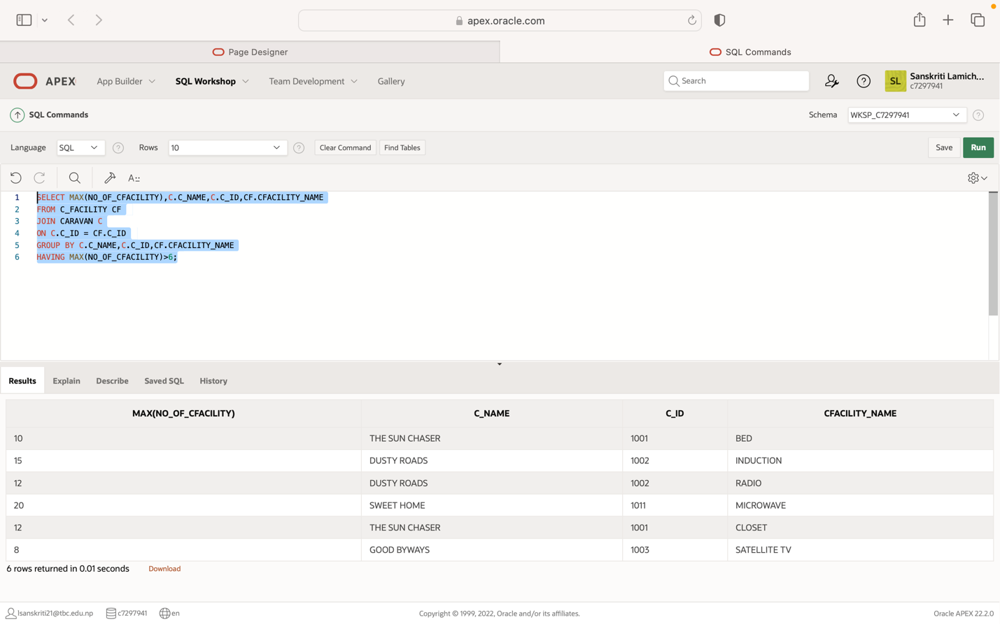 apex.oracle.com
Page Designer
SQL Commands
APEX
App Builder
SQL Workshop
Team Development
Gallery
Search
SL
Sanskriti Lamich...
c7297941
SQL Commands
Schema
WKSP_C7297941
Language
SQL
Rows
10
Clear Command
Find Tables
Save
Run
1 SELECT MAX(NO_OF_CFACILITY),C.C_NAME,C.C_ID,CF.CFACILITY_NAME
2 FROM C_FACILITY CF
3 JOIN CARAVAN C
4 ON C.C_ID = CF.C_ID
5 GROUP BY C.C_NAME,C.C_ID,CF.CFACILITY_NAME
6 HAVING MAX(NO_OF_CFACILITY)>6;
Results
Explain
Describe
Saved SQL
History
MAX(NO_OF_CFACILITY) C_NAME C_ID CFACILITY_NAME
10 THE SUN CHASER 1001 BED
15 DUSTY ROADS 1002 INDUCTION
12 DUSTY ROADS 1002 RADIO
20 SWEET HOME 1011 MICROWAVE
12 THE SUN CHASER 1001 CLOSET
8 GOOD BYWAYS 1003 SATELLITE TV
6 rows returned in 0.01 seconds
Download
lsanskriti21@tbc.edu.np
c7297941
en
Copyright © 1999, 2022, Oracle and/or its affiliates.
Oracle APEX 22.2.0